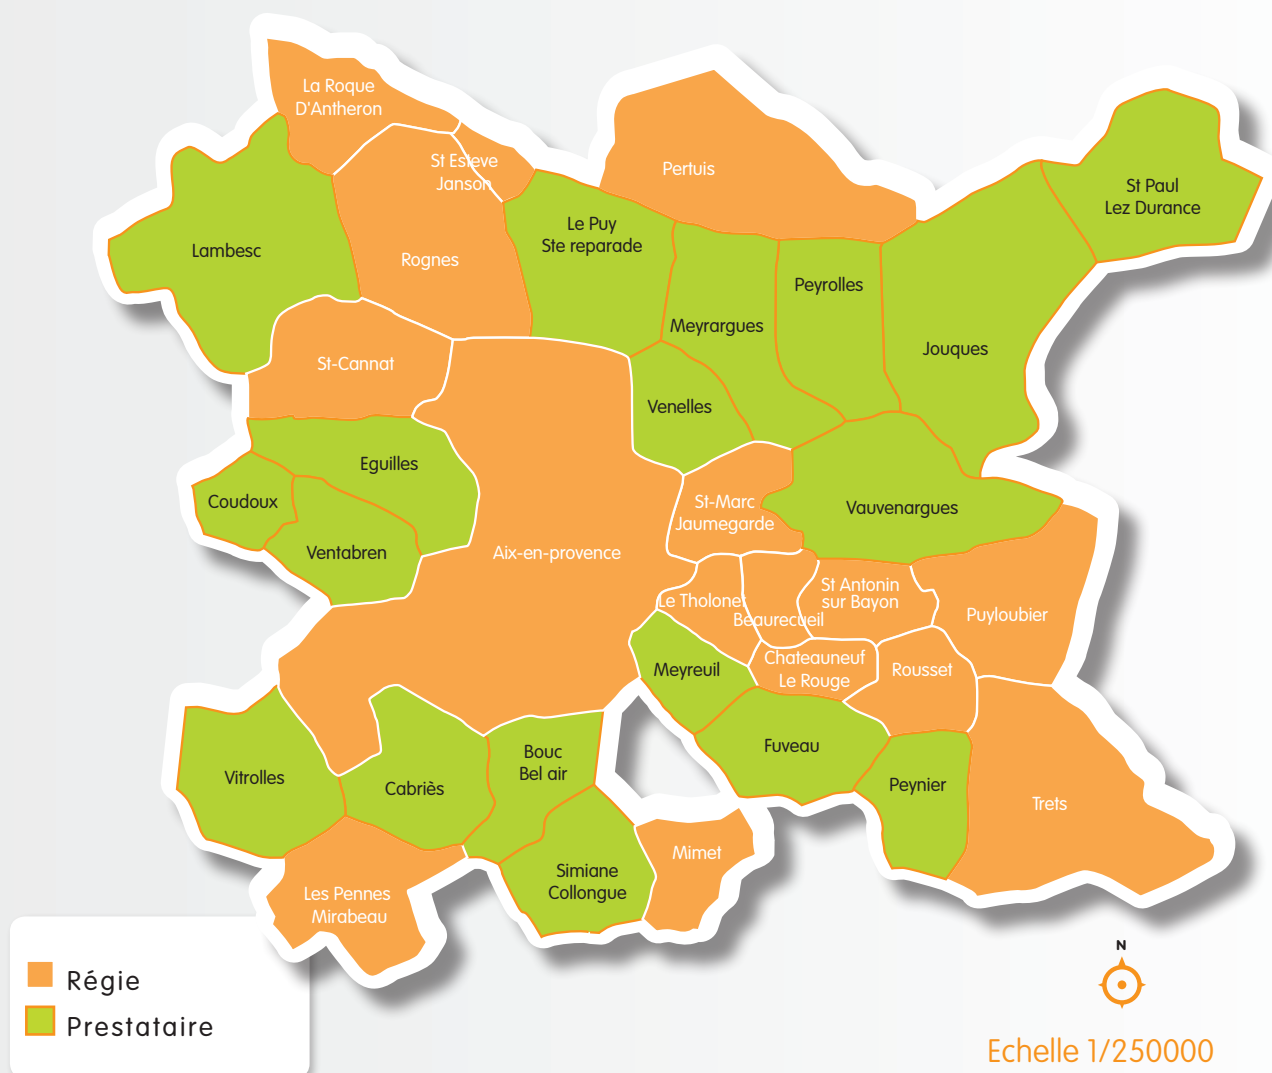 La Roque
D'Antheron
St Esteve
Janson
Pertuis
St Paul
Lez Durance
Lambesc
Rognes
Le Puy
Ste reparade
Peyrolles
Meyrargues
Jouques
St-Cannat
Venelles
Eguilles
Coudoux
Ventabren
Aix-en-provence
St-Marc
Jaumegarde
Vauvenargues
Le Tholonet
Beaurecueil
St Antonin
sur Bayon
Puyloubier
Meyreuil
Chateauneuf
Le Rouge
Rousset
Vitrolles
Cabriès
Bouc
Bel air
Fuveau
Peynier
Trets
Les Pennes
Mirabeau
Simiane
Collongue
Mimet
Régie
Prestataire
N
Echelle 1/250000